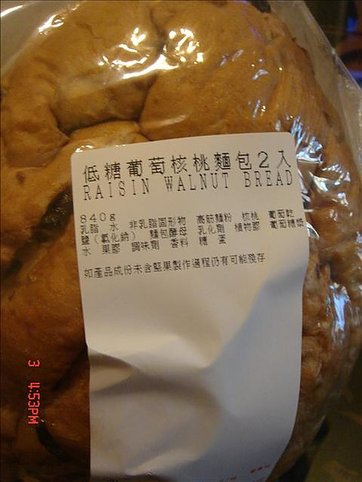 低糖葡萄核桃麵包2入
RAISIN WALNUT BREAD
840g
乳脂 水 非乳脂固形物 高筋麵粉 核桃 葡萄乾
鹽(氯化鈉) 麵包酵母 乳化劑 植物膠 葡萄糖漿
水 果膠 調味劑 香料 糖 蛋
如產品成份未含堅果製作過程仍有可能殘存
3 4:53PM